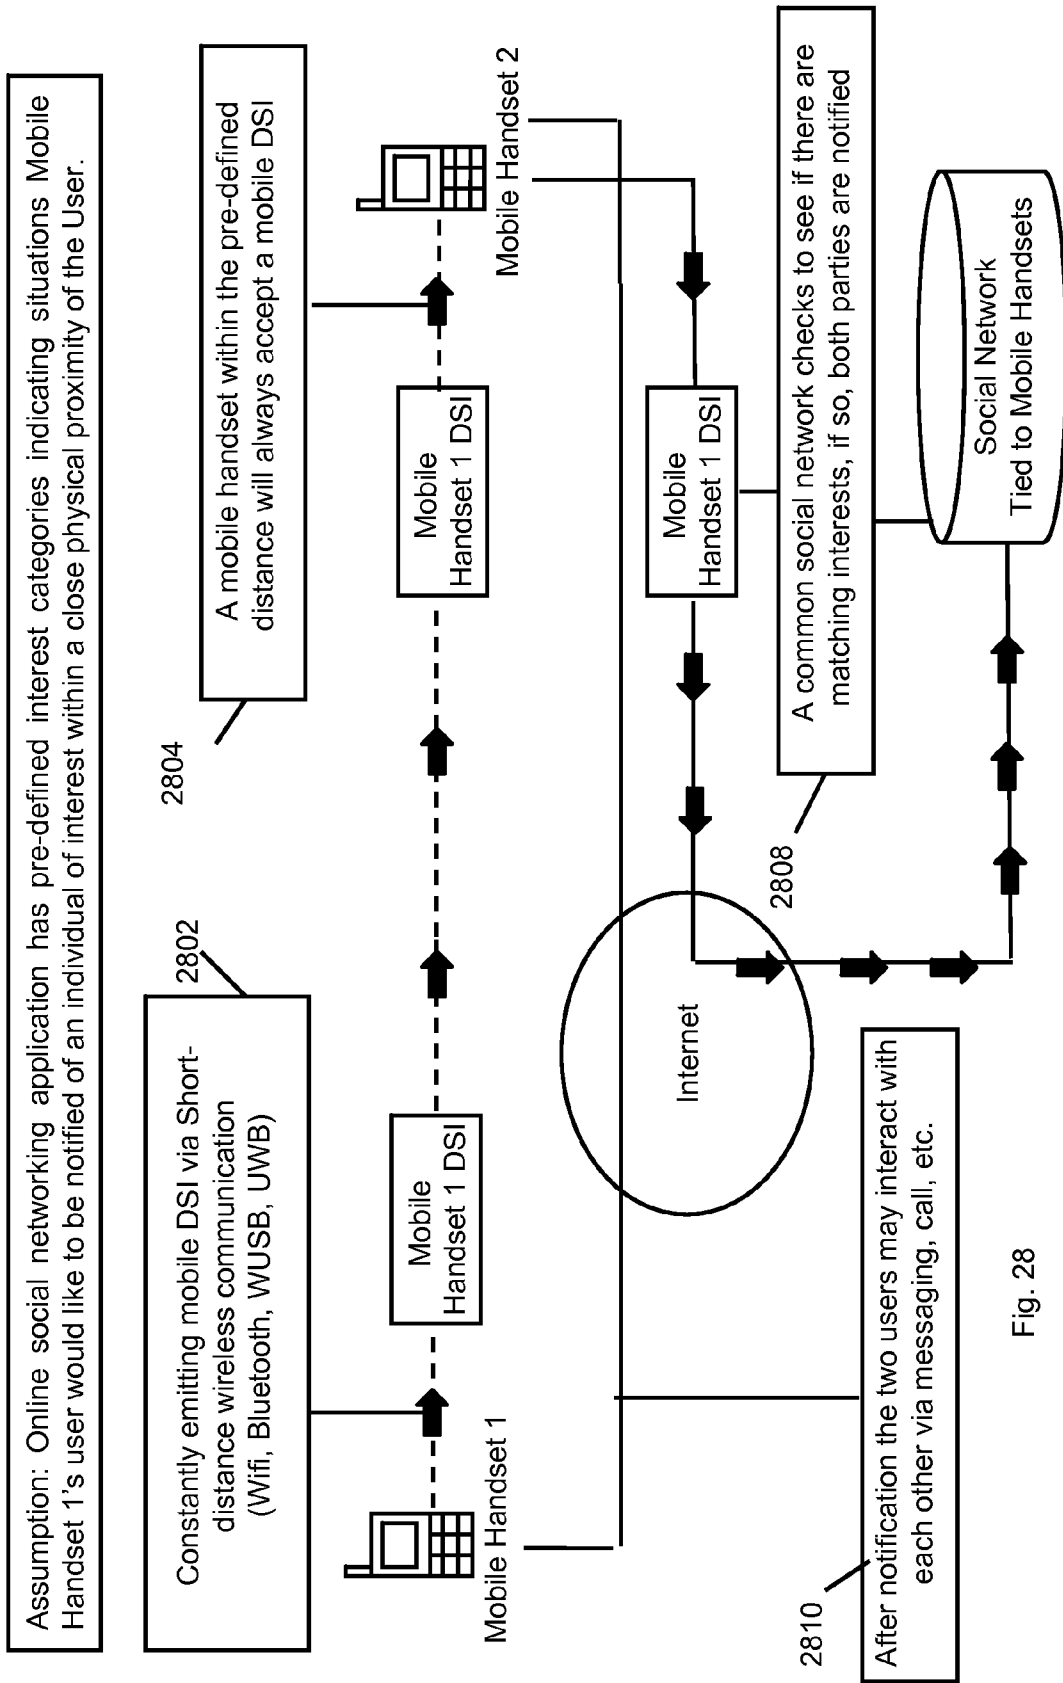 Assumption: Online social networking application has pre-defined interest categories indicating situations Mobile
Handset 1's user would like to be notified of an individual of interest within a close physical proximity of the User.
2802
Constantly emitting mobile DSI via Short-
distance wireless communication
(Wifi, Bluetooth, WUSB, UWB)
2804
A mobile handset within the pre-defined
distance will always accept a mobile DSI
Mobile Handset 1
Mobile
Handset 1 DSI
Mobile
Handset 1 DSI
Mobile Handset 2
Internet
Mobile
Handset 1 DSI
2808
A common social network checks to see if there are
matching interests, if so, both parties are notified
2810
After notification the two users may interact with
each other via messaging, call, etc.
Social Network
Tied to Mobile Handsets
Fig. 28